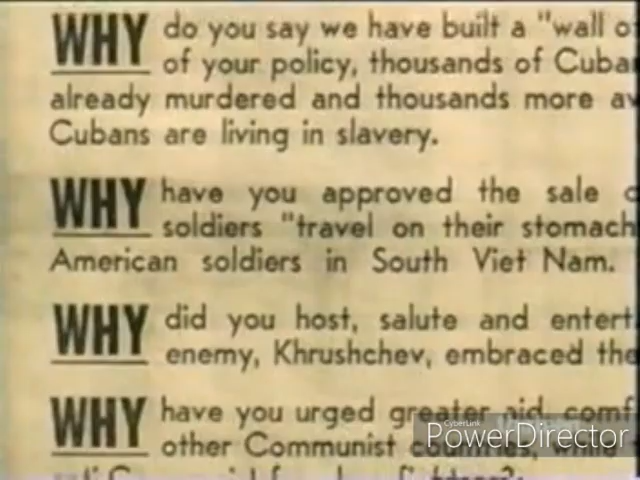 WHY do you say we have built a "wall o
of your policy, thousands of Cuba
already murdered and thousands more a
Cubans are living in slavery.
WHY have you approved the sale
soldiers "travel on their stomach
American soldiers in South Viet Nam.
WHY did you host, salute and entert
enemy, Khrushchev, embraced the
WHY have you urged greater aid, comf
other Communist countries, while
CyberLink
PowerDirector